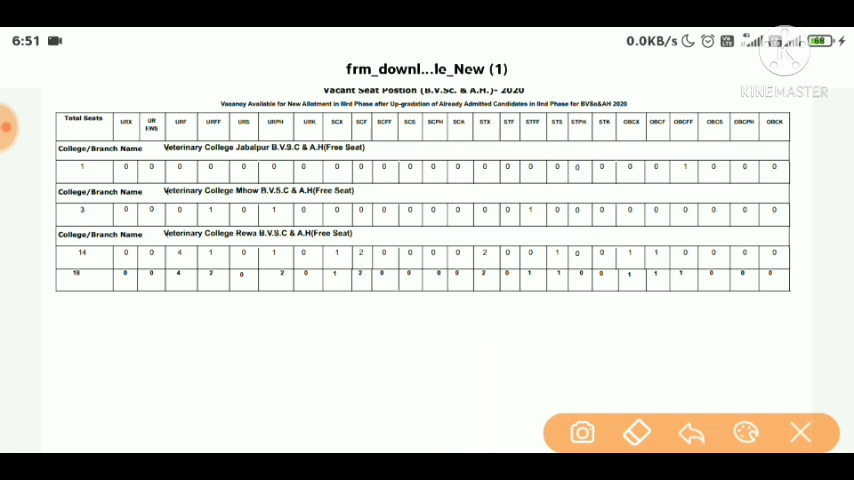 6:51 0.0KB/s 4G 68
frm_downl...le_New (1)
KINEMASTER
Vacant Seat Postion (B.V.Sc. & A.H.)- 2020
Vacancy Available for New Allotment in IIIrd Phase after Up-gradation of Already Admitted Candidates in IInd Phase for BVSc&AH 2020
Total Seats URX UR EWS URF URFF URS URPH URK SCX SCF SCFF SCS SCPH SCK STX STF STFF STS STPH STK OBCX OBCF OBCFF OBCS OBCPH OBCK
College/Branch Name Veterinary College Jabalpur B.V.S.C & A.H(Free Seat)
1 0 0 0 0 0 0 0 0 0 0 0 0 0 0 0 0 0 0 0 0 0 1 0 0 0
College/Branch Name Veterinary College Mhow B.V.S.C & A.H(Free Seat)
3 0 0 0 1 0 1 0 0 0 0 0 0 0 0 0 1 0 0 0 0 0 0 0 0 0
College/Branch Name Veterinary College Rewa B.V.S.C & A.H(Free Seat)
14 0 0 4 1 0 1 0 1 2 0 0 0 0 2 0 0 1 0 0 1 1 0 0 0 0
18 0 0 4 2 0 2 0 1 2 0 0 0 0 2 0 1 1 0 0 1 1 1 0 0 0